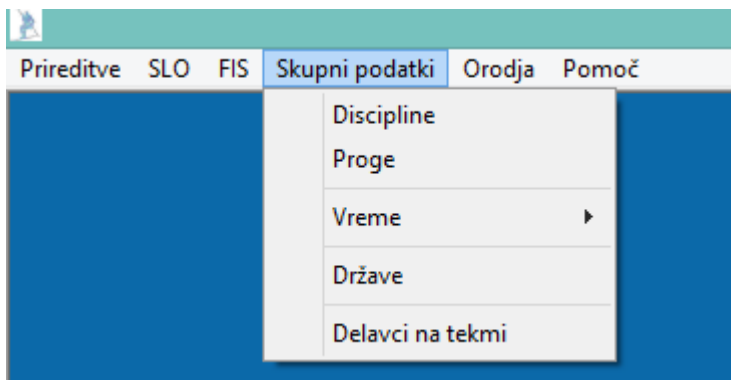 Prireditve SLO FIS Skupni podatki Orodja Pomoč
Discipline
Proge
Vreme
Države
Delavci na tekmi